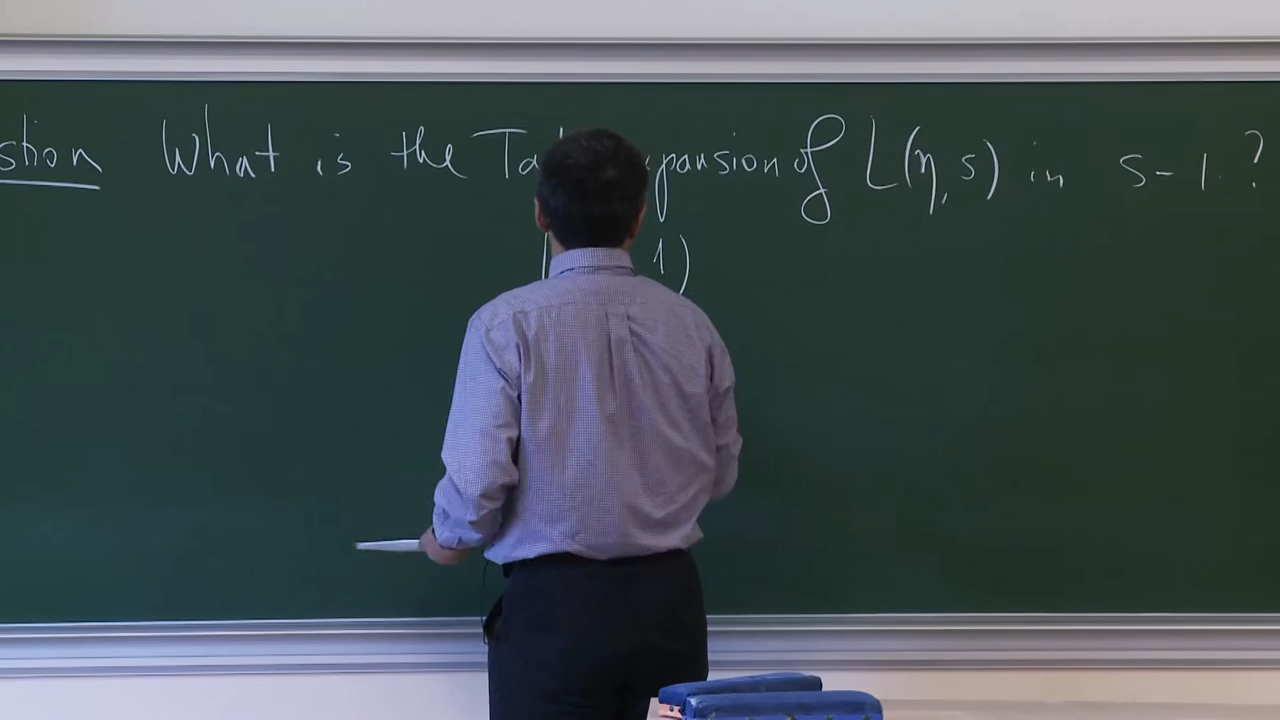 stion What is the Ta pansion of L(η, s) in s-1. ?
1)